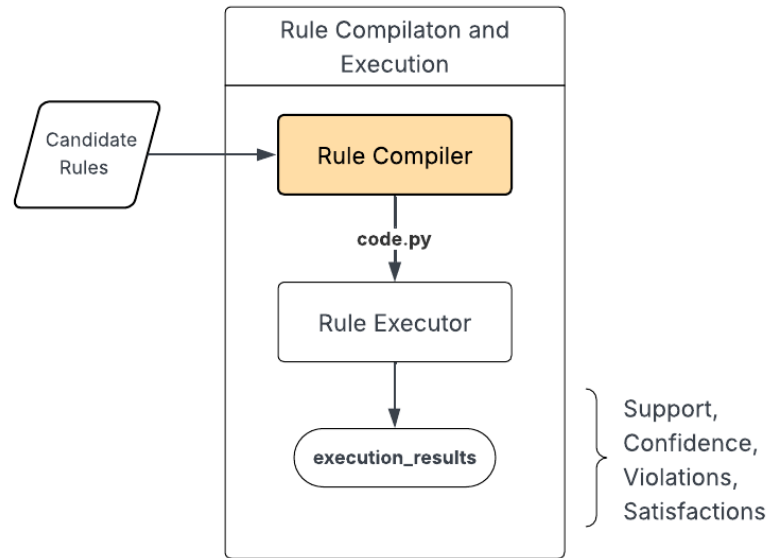 Rule Compilaton and
Execution
Candidate
Rules
Rule Compiler
code.py
Rule Executor
execution_results
Support,
Confidence,
Violations,
Satisfactions